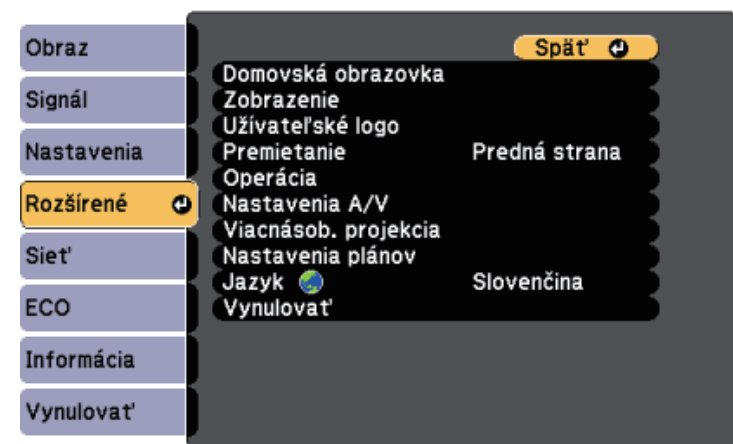 Obraz
Signál
Nastavenia
Rozšírené
Sieť
ECO
Informácia
Vynulovať
Späť
Domovská obrazovka
Zobrazenie
Užívateľské logo
Premietanie Predná strana
Operácia
Nastavenia A/V
Viacnásob. projekcia
Nastavenia plánov
Jazyk Slovenčina
Vynulovať